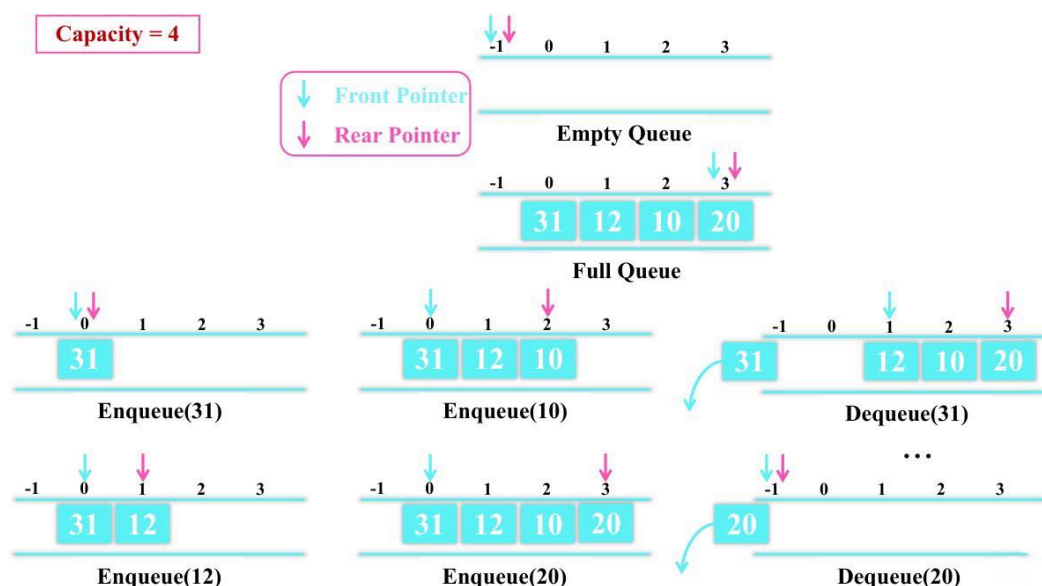 Capacity = 4
-1 0 1 2 3
Front Pointer
Rear Pointer
Empty Queue
-1 0 1 2 3
31 12 10 20
Full Queue
-1 0 1 2 3
31
Enqueue(31)
-1 0 1 2 3
31 12 10
Enqueue(10)
-1 0 1 2 3
31 12 10 20
Dequeue(31)
...
-1 0 1 2 3
31 12
Enqueue(12)
-1 0 1 2 3
31 12 10 20
Enqueue(20)
-1 0 1 2 3
20
Dequeue(20)